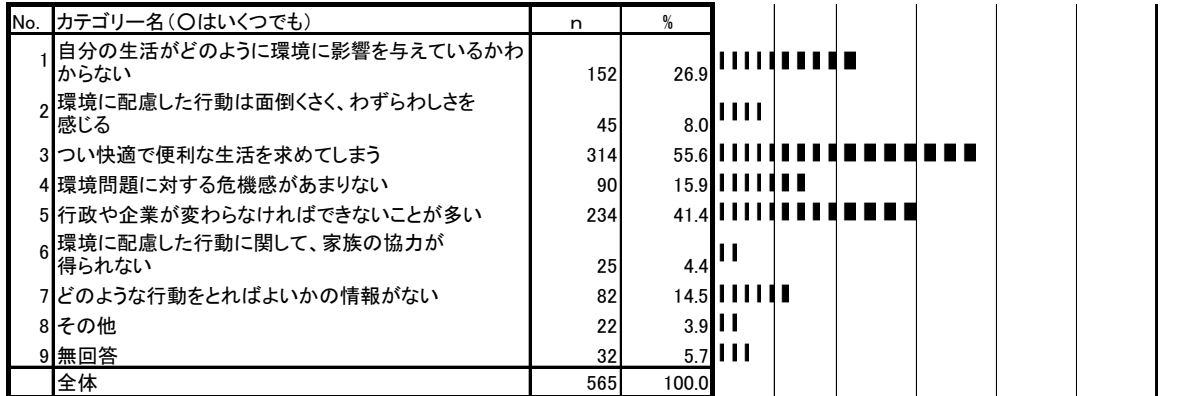 No. カテゴリー名(〇はいくつでも) n %
1 自分の生活がどのように環境に影響を与えているかわ
からない 152 26.9
2 環境に配慮した行動は面倒くさく、わずらわしさを
感じる 45 8.0
3 つい快適で便利な生活を求めてしまう 314 55.6
4 環境問題に対する危機感があまりない 90 15.9
5 行政や企業が変わらなければできないことが多い 234 41.4
6 環境に配慮した行動に関して、家族の協力が
得られない 25 4.4
7 どのような行動をとればよいかの情報がない 82 14.5
8 その他 22 3.9
9 無回答 32 5.7
全体 565 100.0